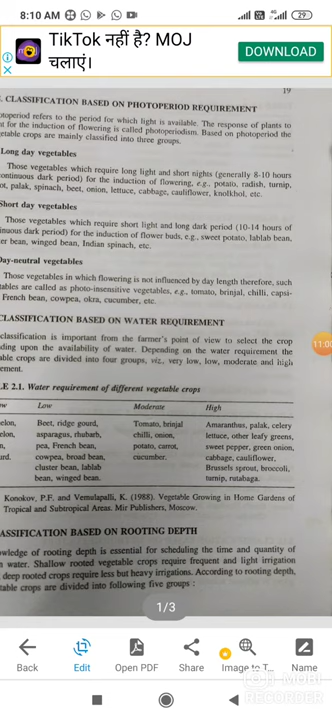 8:10 AM
29
TikTok नहीं है? MOJ
चलाएं।
DOWNLOAD
19
. CLASSIFICATION BASED ON PHOTOPERIOD REQUIREMENT
otoperiod refers to the period for which light is available. The response of plants to
nt for the induction of flowering is called photoperiodism. Based on photoperiod the
etable crops are mainly classified into three groups.
Long day vegetables
Those vegetables which require long light and short nights (generally 8-10 hours
ontinuous dark period) for the induction of flowering, e.g., potato, radish, turnip,
ot, palak, spinach, beet, onion, lettuce, cabbage, cauliflower, knolkhol, etc.
Short day vegetables
Those vegetables which require short light and long dark period (10-14 hours of
inuous dark period) for the induction of flower buds, e.g., sweet potato, lablab bean,
er bean, winged bean, Indian spinach, etc.
Day-neutral vegetables
Those vegetables in which flowering is not influenced by day length therefore, such
tables are called as photo-insensitive vegetables, e.g., tomato, brinjal, chilli, capsi-
French bean, cowpea, okra, cucumber, etc.
CLASSIFICATION BASED ON WATER REQUIREMENT
classification is important from the farmer's point of view to select the crop
nding upon the availability of water. Depending on the water requirement the
able crops are divided into four groups, viz., very low, low, moderate and high
ement.
11:00
LE 2.1. Water requirement of different vegetable crops
ow Low Moderate High
elon, Beet, ridge gourd, Tomato, brinjal Amaranthus, palak, celery
elon, asparagus, rhubarb, chilli, onion, lettuce, other leafy greens,
n, pea, French bean, potato, carrot, sweet pepper, green onion,
urd. cowpea, broad bean, cucumber. cabbage, cauliflower,
cluster bean, lablab Brussels sprout, broccoli,
bean, winged bean. turnip, rutabaga.
Konokov, P.F. and Vemulapalli, K. (1988). Vegetable Growing in Home Gardens of
Tropical and Subtropical Areas. Mir Publishers, Moscow.
ASSIFICATION BASED ON ROOTING DEPTH
owledge of rooting depth is essential for scheduling the time and quantity of
n water. Shallow rooted vegetable crops require frequent and light irrigation
deep rooted crops require less but heavy irrigations. According to rooting depth,
table crops are divided into following five groups :
1/3
Back Edit Open PDF Share Image to T... Name
RECORDER